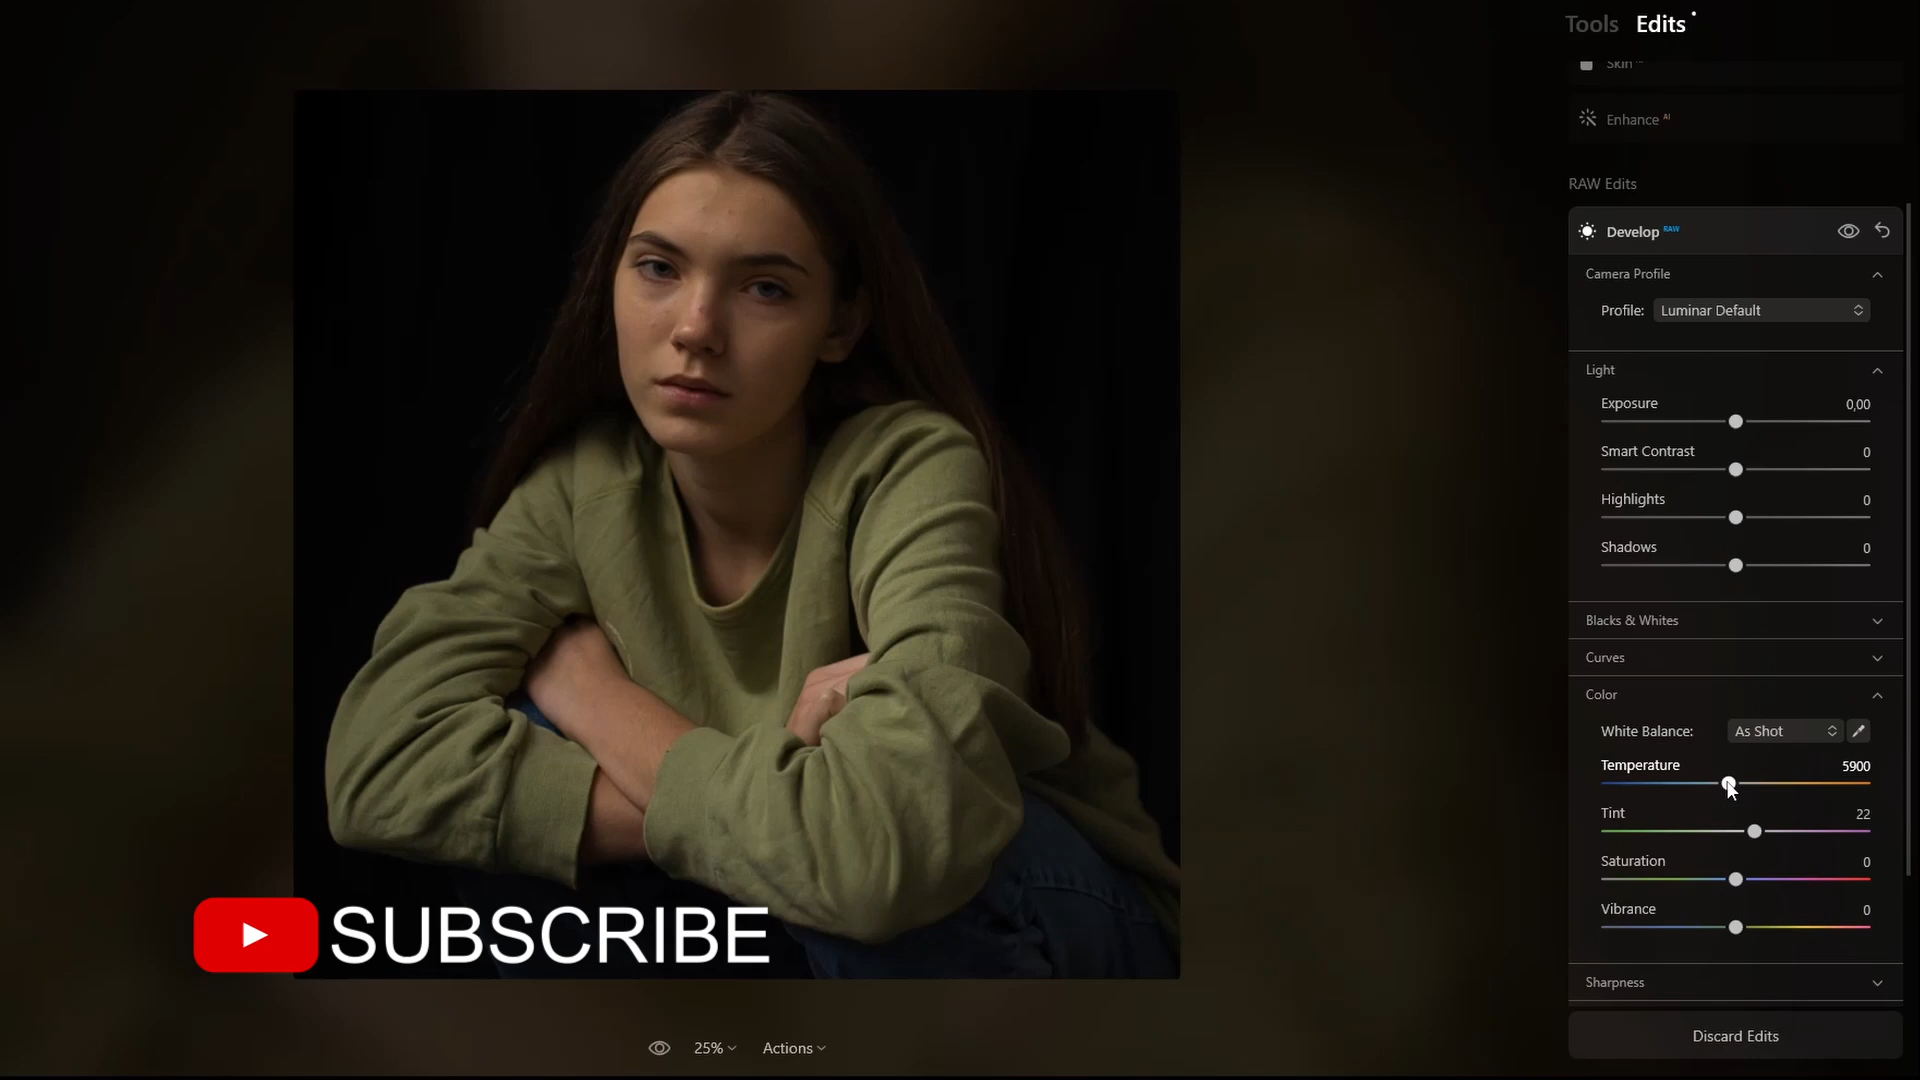 Tools Edits
Skin
Enhance AI
RAW Edits
Develop RAW
Camera Profile
Profile: Luminar Default
Light
Exposure 0,00
Smart Contrast 0
Highlights 0
Shadows 0
Blacks & Whites
Curves
Color
White Balance: As Shot
Temperature 5900
Tint 22
Saturation 0
Vibrance 0
Sharpness
Discard Edits
SUBSCRIBE
25% Actions